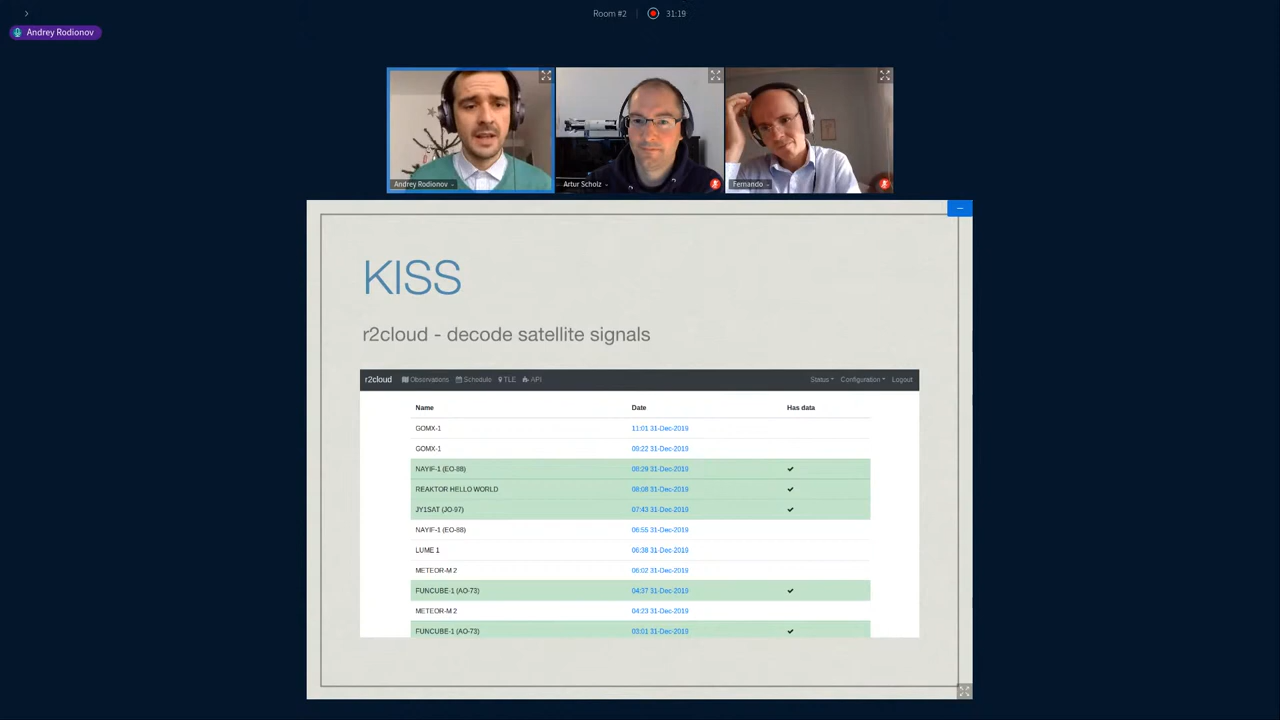 Room #2
31:19
Andrey Rodionov
Andrey Rodionov
Artur Scholz
Fernando
KISS
r2cloud - decode satellite signals
r2cloud Observations Schedule TLE API Status Configuration Logout
Name Date Has data
GOMX-1 11:01 31-Dec-2019
GOMX-1 09:22 31-Dec-2019
NAYIF-1 (EO-88) 08:29 31-Dec-2019
REAKTOR HELLO WORLD 08:08 31-Dec-2019
JY1SAT (JO-97) 07:43 31-Dec-2019
NAYIF-1 (EO-88) 06:55 31-Dec-2019
LUME 1 06:38 31-Dec-2019
METEOR-M 2 06:02 31-Dec-2019
FUNCUBE-1 (AO-73) 04:37 31-Dec-2019
METEOR-M 2 04:23 31-Dec-2019
FUNCUBE-1 (AO-73) 03:01 31-Dec-2019